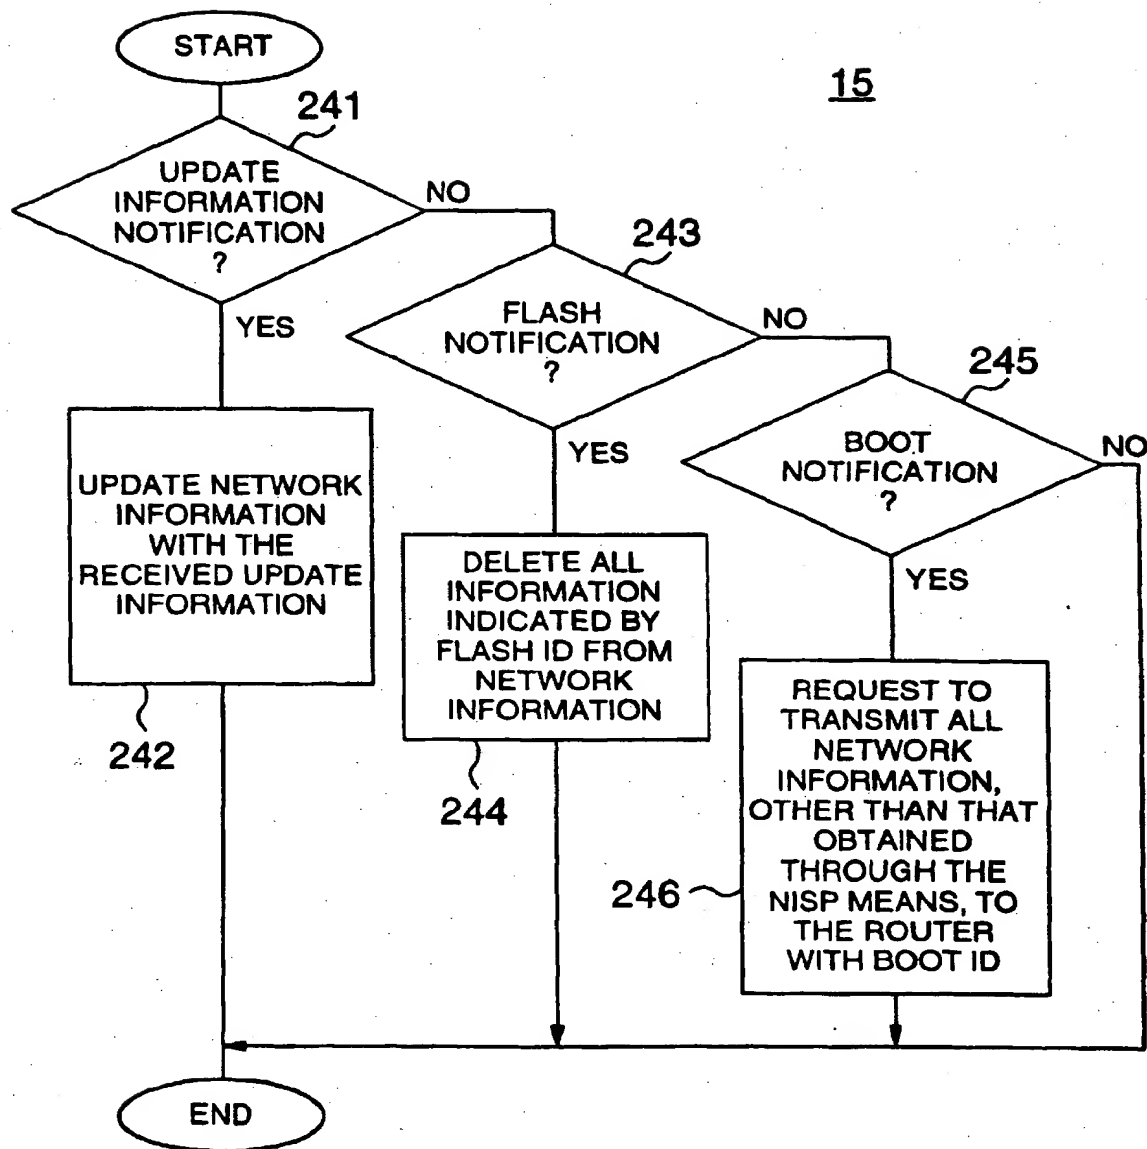 START
15
241
UPDATE
INFORMATION
NOTIFICATION
?
NO
YES
243
FLASH
NOTIFICATION
?
NO
YES
245
BOOT
NOTIFICATION
?
NO
YES
UPDATE NETWORK
INFORMATION
WITH THE
RECEIVED UPDATE
INFORMATION
242
DELETE ALL
INFORMATION
INDICATED BY
FLASH ID FROM
NETWORK
INFORMATION
244
REQUEST TO
TRANSMIT ALL
NETWORK
INFORMATION,
OTHER THAN THAT
OBTAINED
THROUGH THE
NISP MEANS, TO
THE ROUTER
WITH BOOT ID
246
END